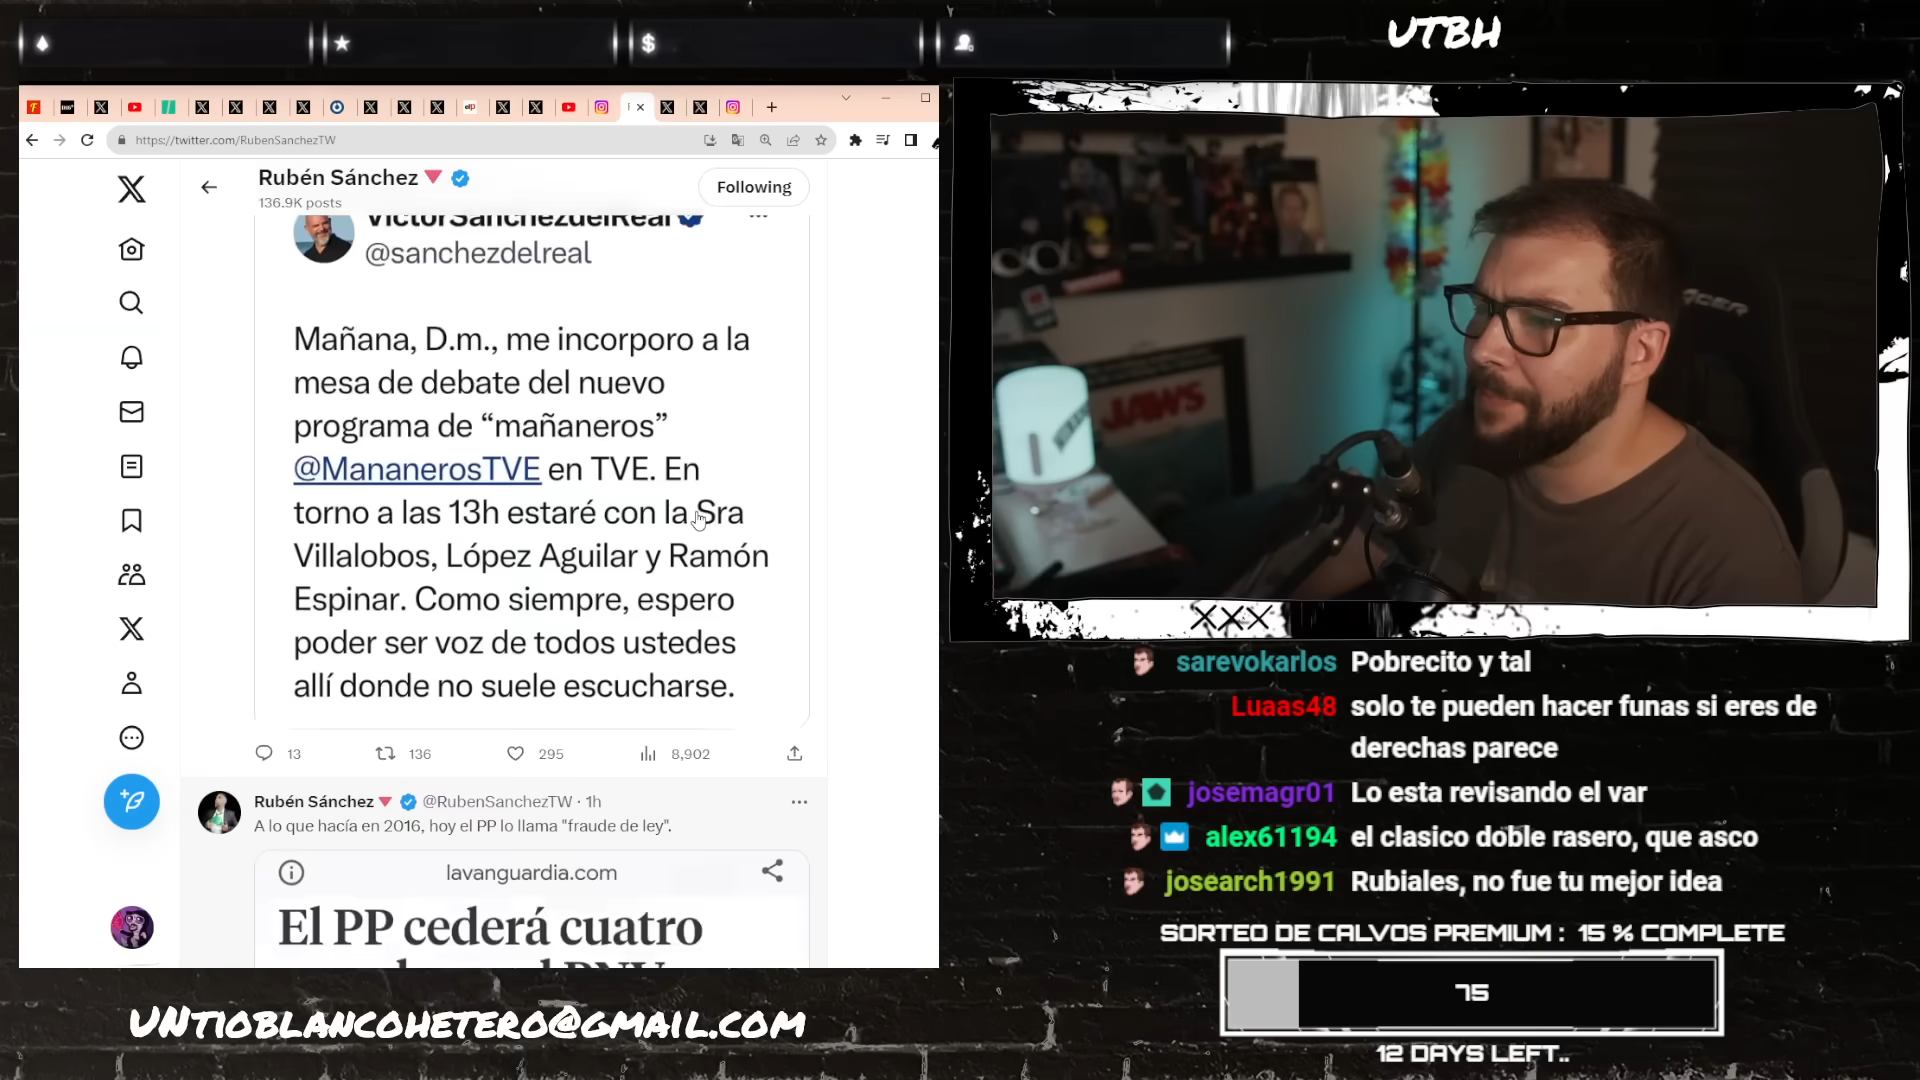 UTBH
https://twitter.com/RubenSanchezTW
Rubén Sánchez
136.9K posts
Following
VictorSanchezdelReal
@sanchezdelreal
Mañana, D.m., me incorporo a la
mesa de debate del nuevo
programa de “mañaneros”
@MananerosTVE en TVE. En
torno a las 13h estaré con la Sra
Villalobos, López Aguilar y Ramón
Espinar. Como siempre, espero
poder ser voz de todos ustedes
allí donde no suele escucharse.
13
136
295
8,902
Rubén Sánchez @RubenSanchezTW · 1h
A lo que hacía en 2016, hoy el PP lo llama "fraude de ley".
lavanguardia.com
El PP cederá cuatro
JAWS
XXX
sarevokarlos Pobrecito y tal
Luaas48 solo te pueden hacer funas si eres de
derechas parece
josemagr01 Lo esta revisando el var
alex61194 el clasico doble rasero, que asco
josearch1991 Rubiales, no fue tu mejor idea
SORTEO DE CALVOS PREMIUM : 15 % COMPLETE
75
12 DAYS LEFT..
UNTIOBLANCOHETERO@GMAIL.COM